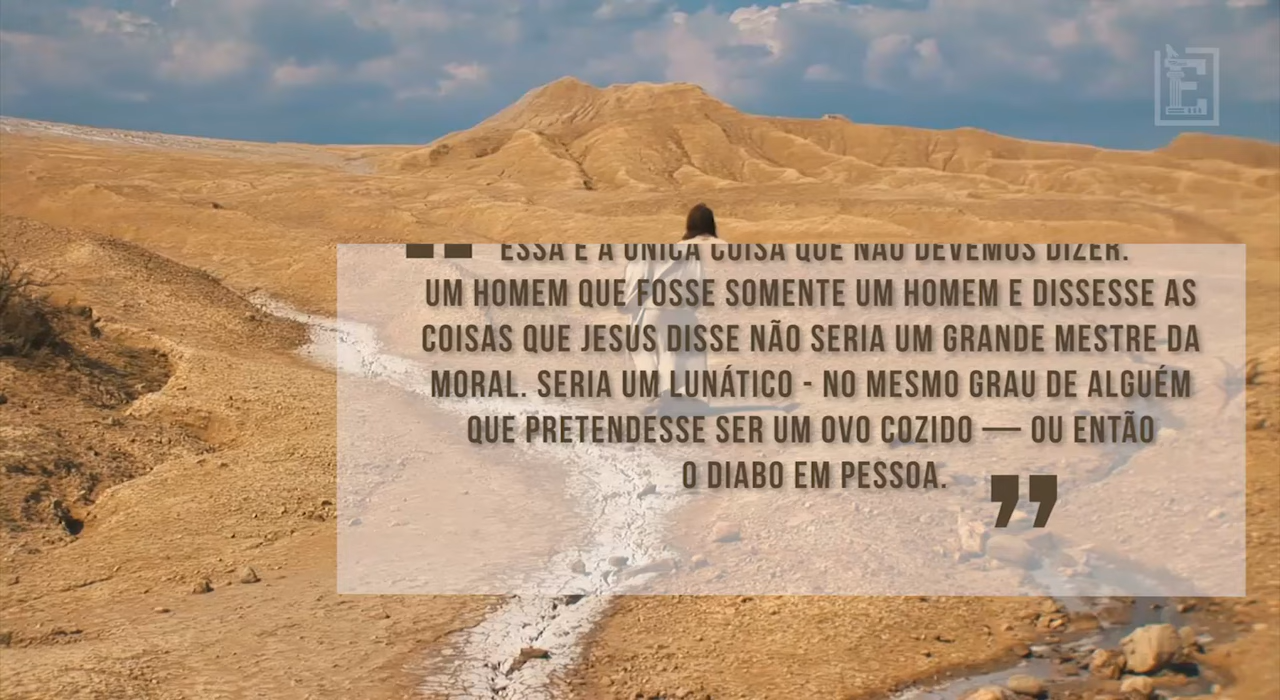 ESSA É A ÚNICA COISA QUE NÃO DEVEMOS DIZER.
UM HOMEM QUE FOSSE SOMENTE UM HOMEM E DISSESSE AS
COISAS QUE JESUS DISSE NÃO SERIA UM GRANDE MESTRE DA
MORAL. SERIA UM LUNÁTICO - NO MESMO GRAU DE ALGUÉM
QUE PRETENDESSE SER UM OVO COZIDO — OU ENTÃO
O DIABO EM PESSOA.
”
E